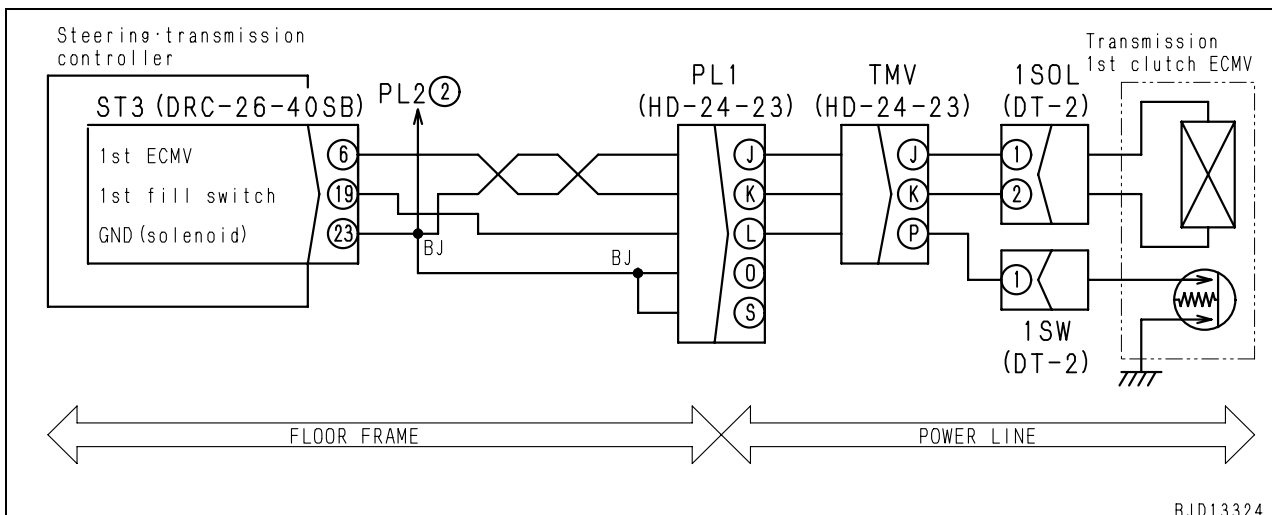 Steering·transmission
controller
ST3 (DRC-26-40SB)
1st ECMV
1st fill switch
GND (solenoid)
6
19
23
PL2 2
BJ
BJ
PL1
(HD-24-23)
J
K
L
O
S
TMV
(HD-24-23)
J
K
P
1SOL
(DT-2)
1
2
1
1SW
(DT-2)
Transmission
1st clutch ECMV
FLOOR FRAME
POWER LINE
BJD13324